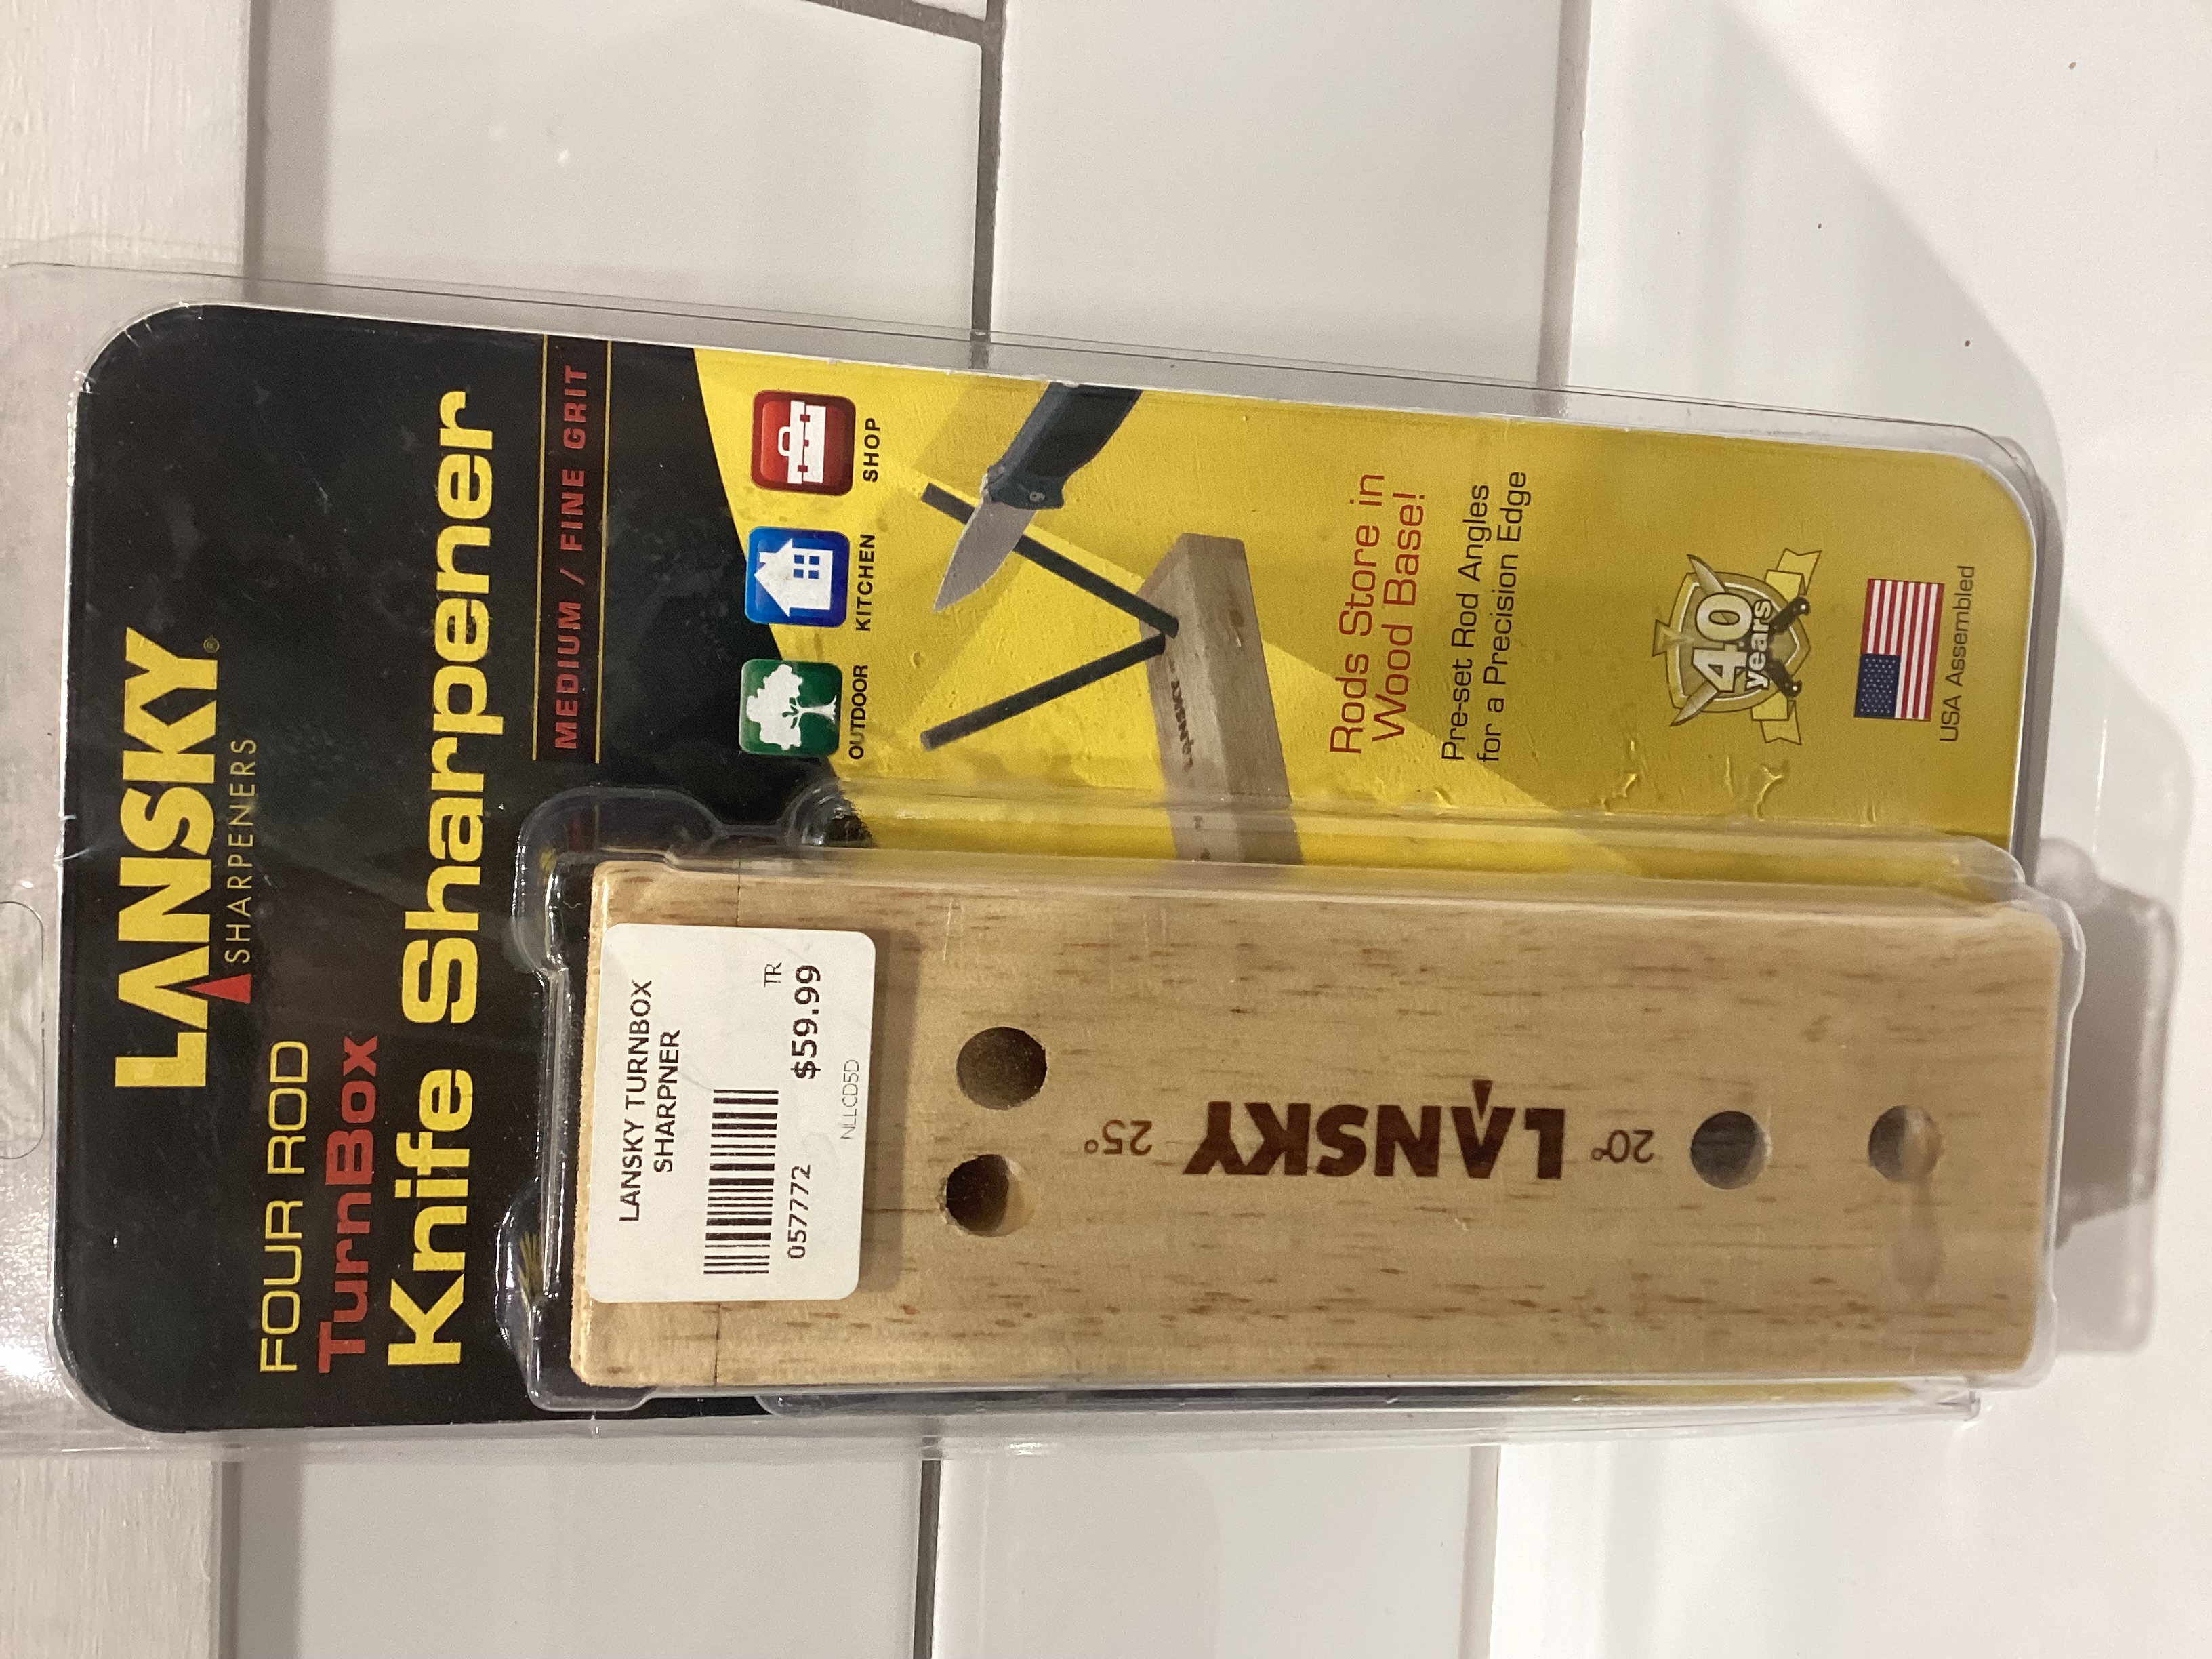 LANSKY®
SHARPENERS
FOUR ROD
TurnBox
Knife Sharpener
MEDIUM / FINE GRIT
OUTDOOR
KITCHEN
SHOP
LANSKY
Rods Store in
Wood Base!
Pre-set Rod Angles
for a Precision Edge
40
years
USA Assembled
LANSKY TURNBOX
SHARPNER
TR
057772 $59.99
NLLCD5D
25° LANSKY 20°